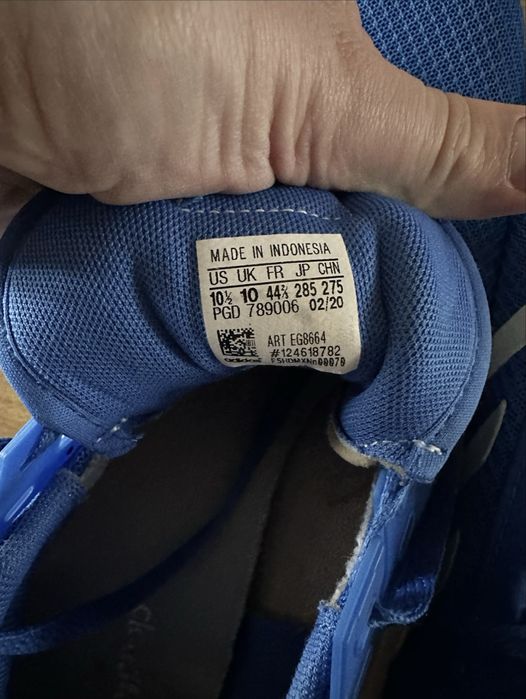 MADE IN INDONESIA
US UK FR JP CHN
10½ 10 44⅔ 285 275
PGD 789006 02/20
ART EG8664
#124618782
adidas